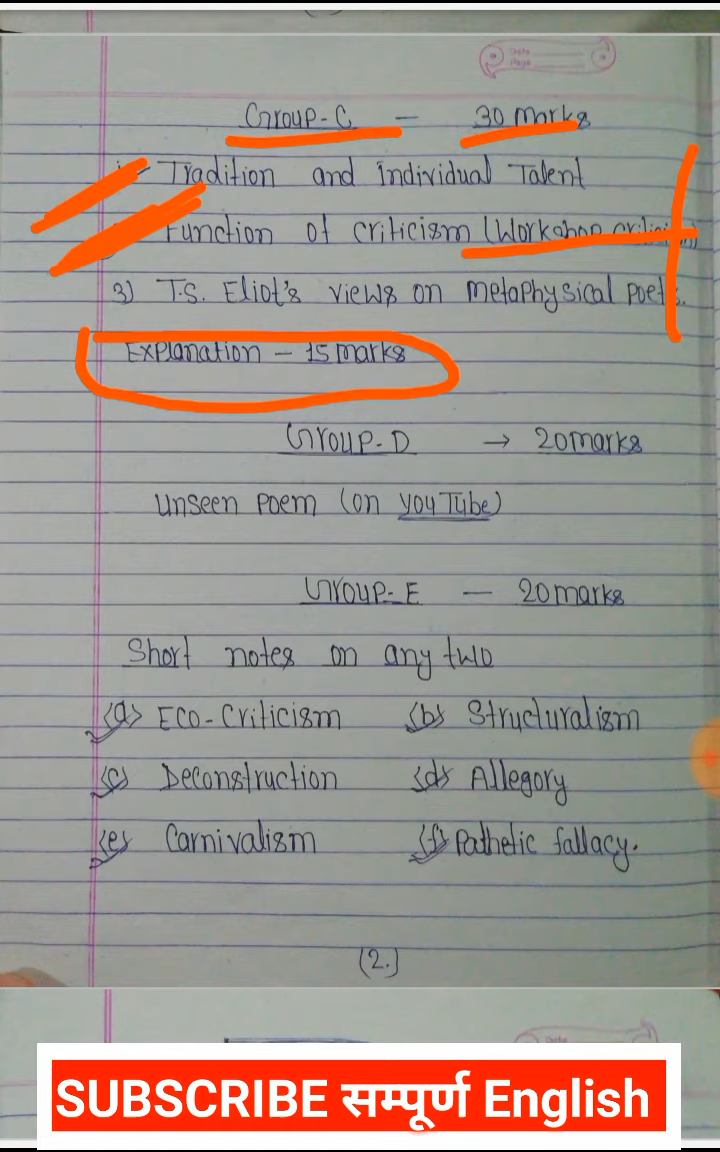 Date
Page
Group-C - 30 marks
Tradition and individual Talent
Function of criticism (Workshop criticism)
3) T.S. Eliot's views on metaphysical poets.
Explanation - 15 marks
Group-D → 20 marks
Unseen poem (on YouTube)
Group-E - 20 marks
Short notes on any two
(a) Eco-Criticism (b) Structuralism
(c) Deconstruction (d) Allegory
(e) Carnivalism (f) Pathetic fallacy.
(2.)
SUBSCRIBE सम्पूर्ण English